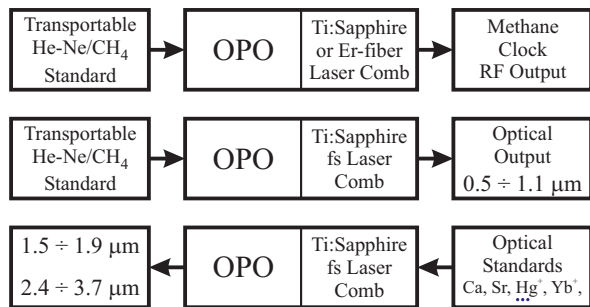 Transportable
He-Ne/CH₄
Standard
OPO
Ti:Sapphire
or Er-fiber
Laser Comb
Methane
Clock
RF Output
Transportable
He-Ne/CH₄
Standard
OPO
Ti:Sapphire
fs Laser
Comb
Optical
Output
0.5 ÷ 1.1 μm
1.5 ÷ 1.9 μm
2.4 ÷ 3.7 μm
OPO
Ti:Sapphire
fs Laser
Comb
Optical
Standards
Ca, Sr, Hg⁺, Yb⁺,
...